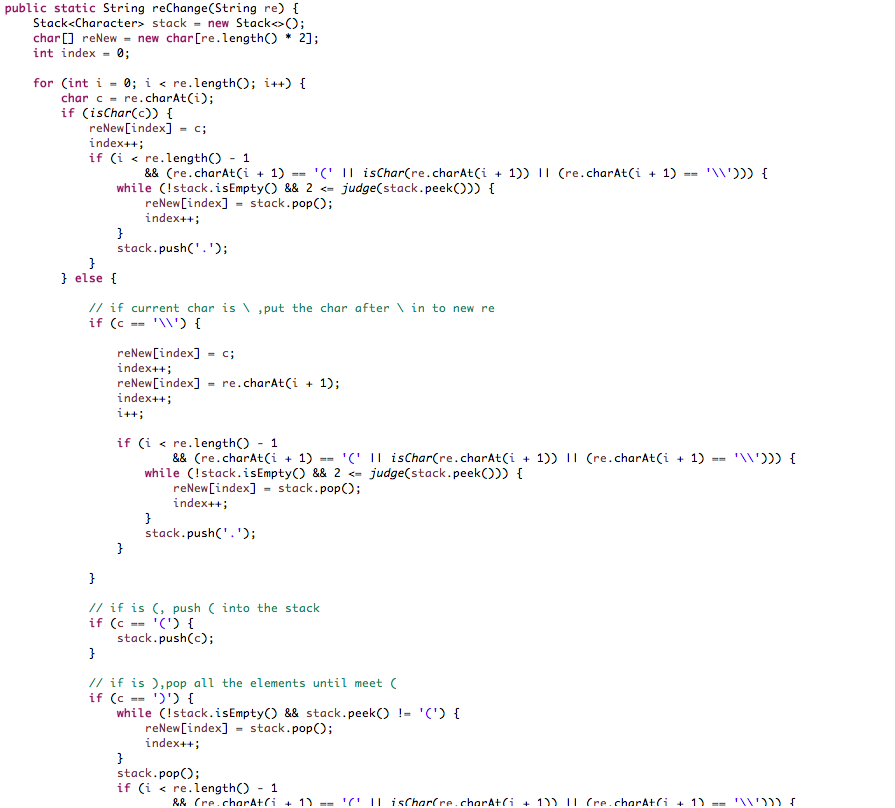 public static String reChange(String re) {
    Stack<Character> stack = new Stack<>();
    char[] reNew = new char[re.length() * 2];
    int index = 0;

    for (int i = 0; i < re.length(); i++) {
        char c = re.charAt(i);
        if (isChar(c)) {
            reNew[index] = c;
            index++;
            if (i < re.length() - 1
                    && (re.charAt(i + 1) == '(' || isChar(re.charAt(i + 1)) || (re.charAt(i + 1) == '\\'))) {
                while (!stack.isEmpty() && 2 <= judge(stack.peek())) {
                    reNew[index] = stack.pop();
                    index++;
                }
                stack.push('.');
            }
        } else {

            // if current char is \ ,put the char after \ in to new re
            if (c == '\\') {

                reNew[index] = c;
                index++;
                reNew[index] = re.charAt(i + 1);
                index++;
                i++;

                if (i < re.length() - 1
                        && (re.charAt(i + 1) == '(' || isChar(re.charAt(i + 1)) || (re.charAt(i + 1) == '\\'))) {
                    while (!stack.isEmpty() && 2 <= judge(stack.peek())) {
                        reNew[index] = stack.pop();
                        index++;
                    }
                    stack.push('.');
                }

            }

            // if is (, push ( into the stack
            if (c == '(') {
                stack.push(c);
            }

            // if is ),pop all the elements until meet (
            if (c == ')') {
                while (!stack.isEmpty() && stack.peek() != '(') {
                    reNew[index] = stack.pop();
                    index++;
                }
                stack.pop();
                if (i < re.length() - 1
                        && (re.charAt(i + 1) == '(' || isChar(re.charAt(i + 1)) || (re.charAt(i + 1) == '\\'))) {